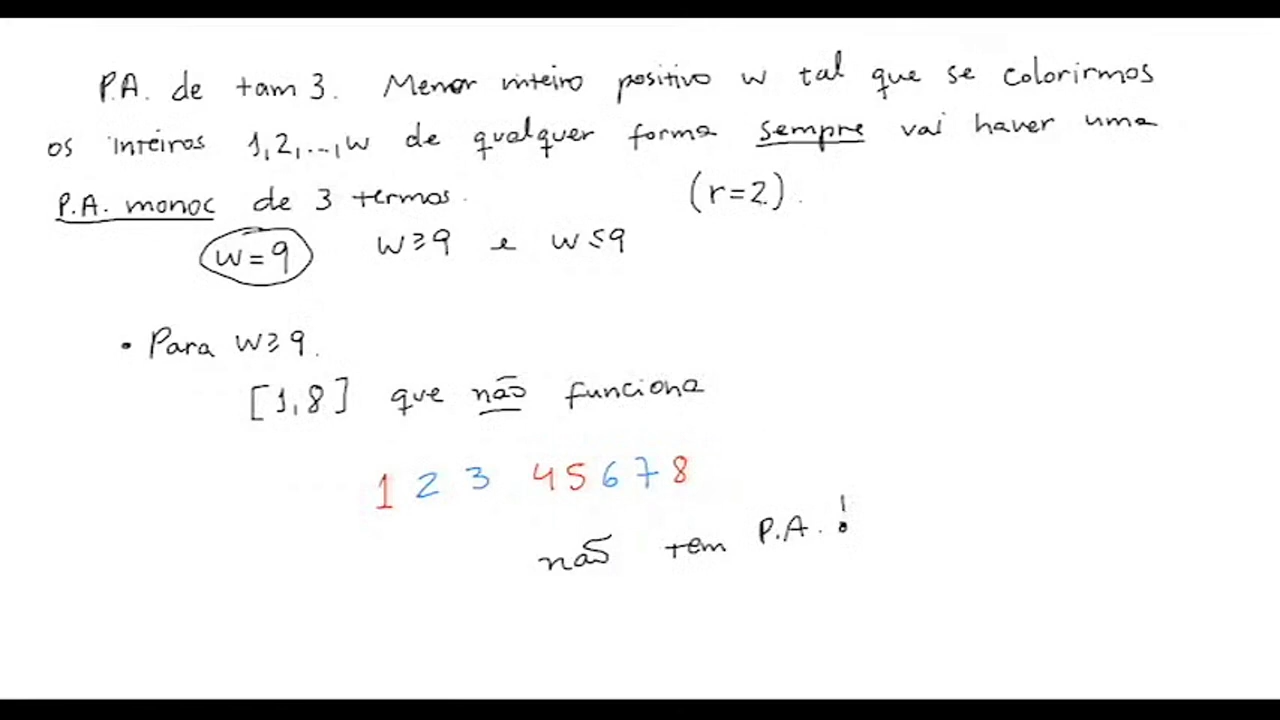 P.A. de tam 3. Menor inteiro positivo w tal que se colorirmos
os inteiros 1,2,...,w de qualquer forma sempre vai haver uma
P.A. monoc de 3 termos. (r=2).
w=9 w≥9 e w≤9
• Para w≥9.
[1,8] que não funciona
1 2 3 4 5 6 7 8
não tem P.A.!